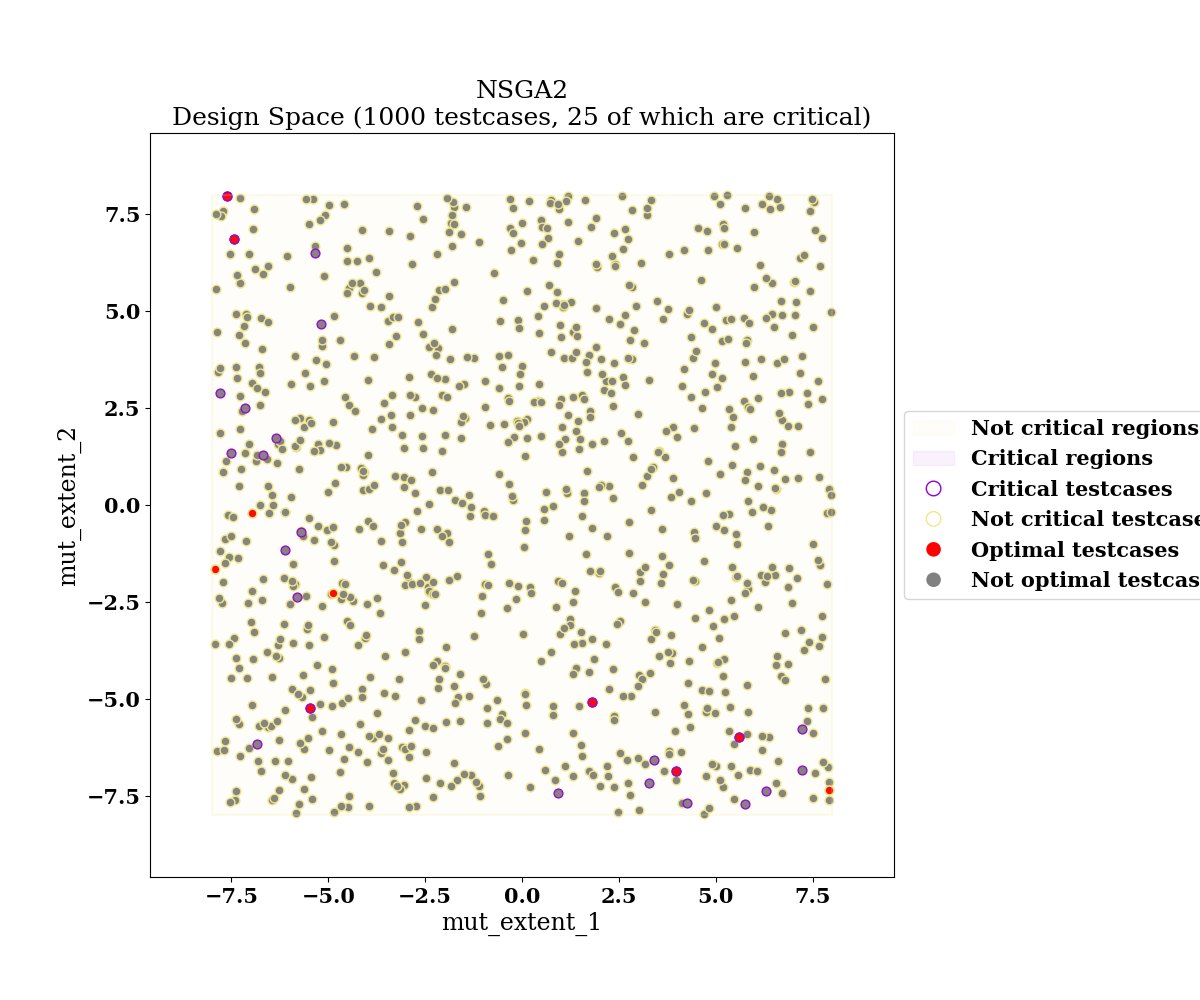 NSGA2
Design Space (1000 testcases, 25 of which are critical)
mut_extent_2
7.5
5.0
2.5
0.0
−2.5
−5.0
−7.5
−7.5 −5.0 −2.5 0.0 2.5 5.0 7.5
mut_extent_1
Not critical regions
Critical regions
Critical testcases
Not critical testcase
Optimal testcases
Not optimal testcas